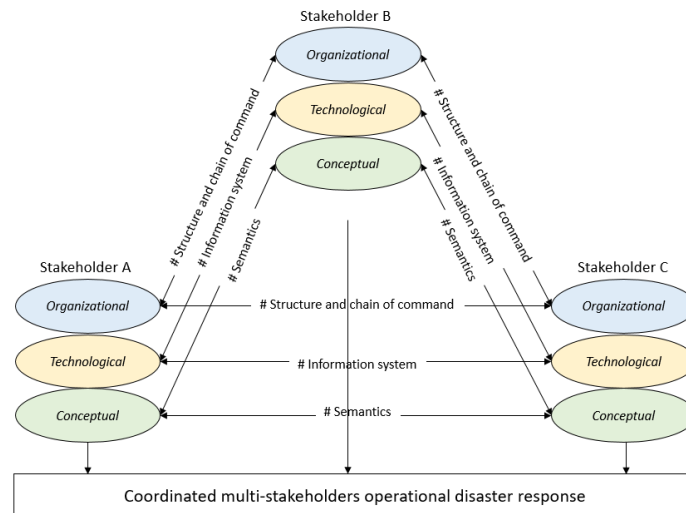 Stakeholder B
Organizational
Technological
Conceptual
# Structure and chain of command
# Information system
# Semantics
# Structure and chain of command
# Information system
# Semantics
Stakeholder A
Organizational
Technological
Conceptual
Stakeholder C
Organizational
Technological
Conceptual
# Structure and chain of command
# Information system
# Semantics
Coordinated multi-stakeholders operational disaster response